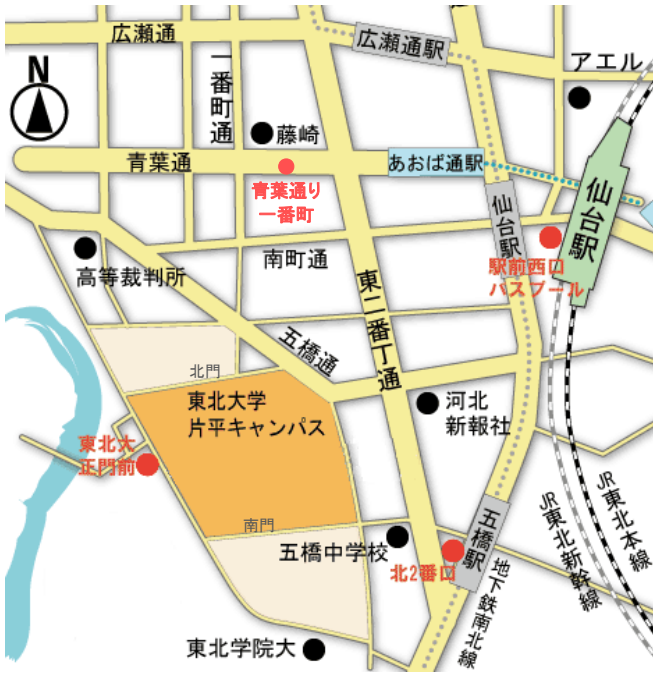 広瀬通
広瀬通駅
アエル
N
一番町通
藤崎
青葉通
あおば通駅
青葉通り
一番町
仙台駅
仙台駅
駅前西口
バスプール
高等裁判所
南町通
東二番丁通
五橋通
北門
東北大学
片平キャンパス
河北
新報社
東北大
正門前
南門
五橋中学校
北2番口
五橋駅
地下鉄南北線
JR東北新幹線
JR東北本線
東北学院大